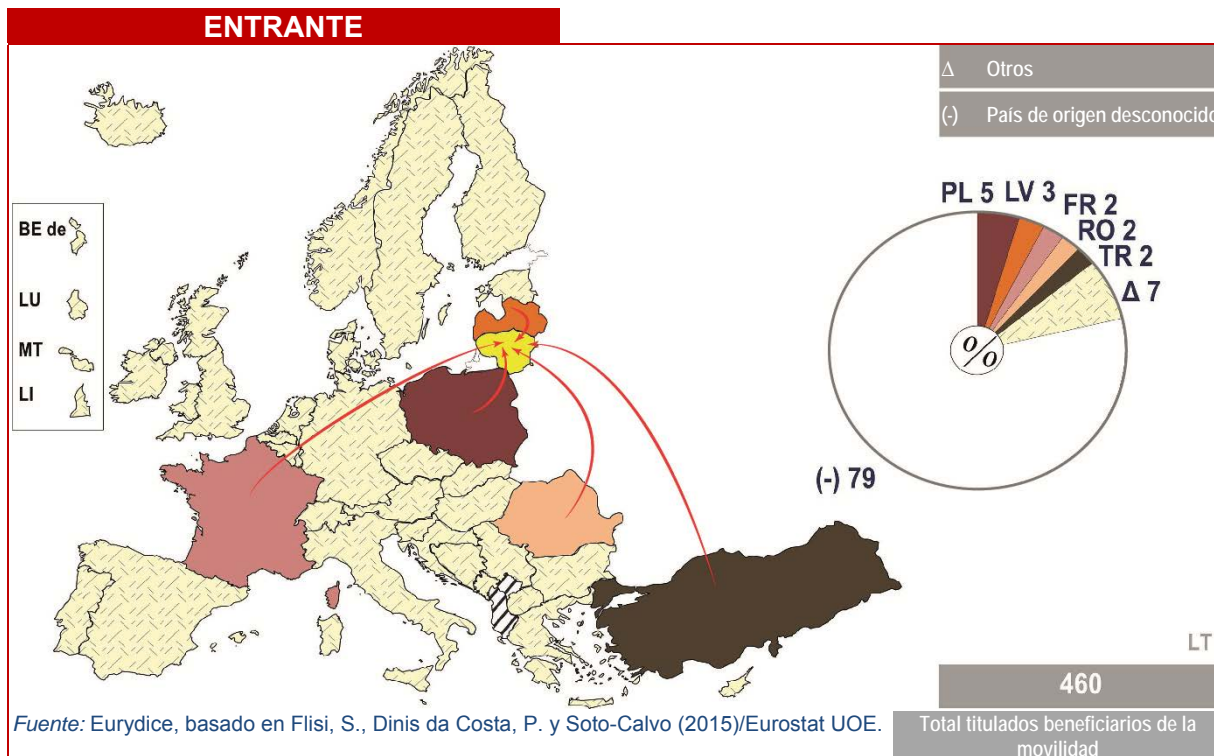 ENTRANTE
Δ Otros
(-) País de origen desconocido
BE de
LU
MT
LI
PL 5
LV 3
FR 2
RO 2
TR 2
Δ 7
%
(-) 79
LT
460
Total titulados beneficiarios de la
movilidad
Fuente: Eurydice, basado en Flisi, S., Dinis da Costa, P. y Soto-Calvo (2015)/Eurostat UOE.